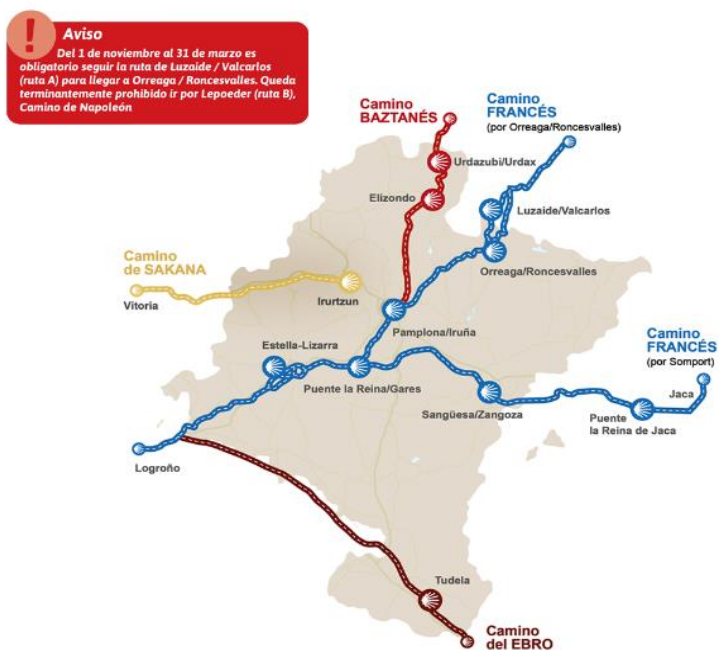 !
Aviso
Del 1 de noviembre al 31 de marzo es
obligatorio seguir la ruta de Luzaide / Valcarlos
(ruta A) para llegar a Orreaga / Roncesvalles. Queda
terminantemente prohibido ir por Lepoeder (ruta B),
Camino de Napoleón
Camino
BAZTANÉS
Camino
FRANCÉS
(por Orreaga/Roncesvalles)
Urdazubi/Urdax
Elizondo
Luzaide/Valcarlos
Orreaga/Roncesvalles
Camino
de SAKANA
Vitoria
Irurtzun
Pamplona/Iruña
Estella-Lizarra
Puente la Reina/Gares
Camino
FRANCÉS
(por Somport)
Jaca
Sangüesa/Zangoza
Puente
la Reina de Jaca
Logroño
Tudela
Camino
del EBRO